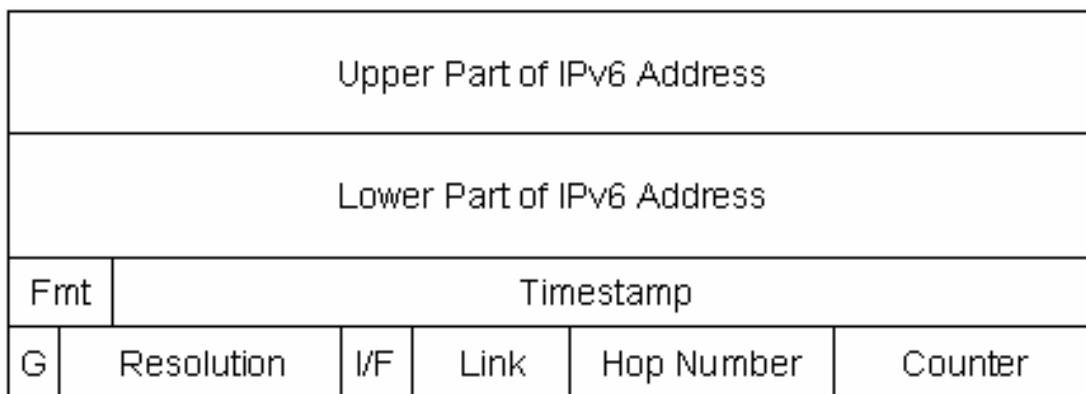 Upper Part of IPv6 Address
Lower Part of IPv6 Address
Fmt Timestamp
G Resolution I/F Link Hop Number Counter